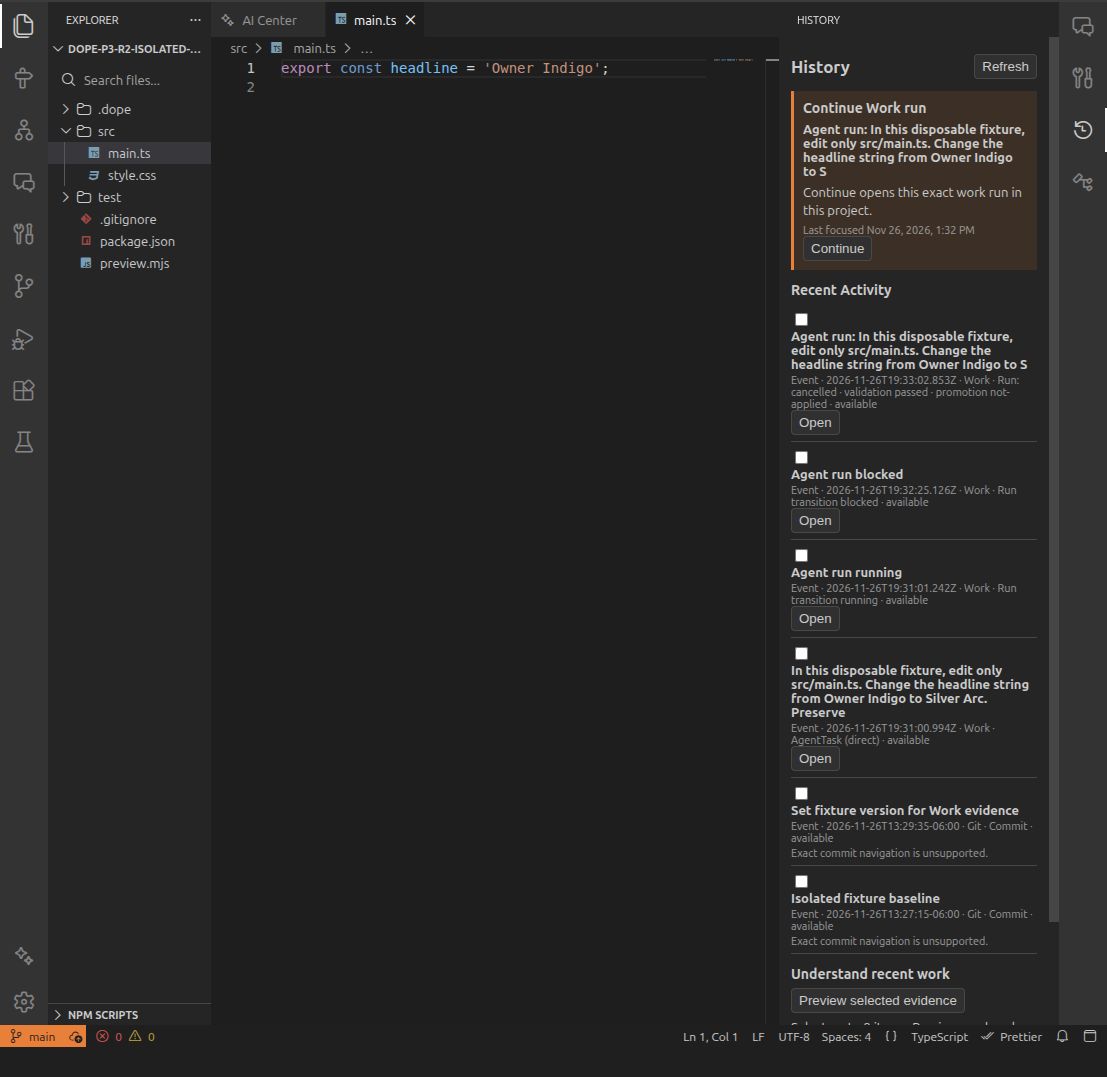 EXPLORER
DOPE-P3-R2-ISOLATED-...
Search files...
.dope
src
main.ts
style.css
test
.gitignore
package.json
preview.mjs
NPM SCRIPTS
AI Center
main.ts
src
main.ts
...
1
export const headline = 'Owner Indigo';
2
HISTORY
History
Refresh
Continue Work run
Agent run: In this disposable fixture,
edit only src/main.ts. Change the
headline string from Owner Indigo
to S
Continue opens this exact work run in
this project.
Last focused Nov 26, 2026, 1:32 PM
Continue
Recent Activity
Agent run: In this disposable fixture,
edit only src/main.ts. Change the
headline string from Owner Indigo to S
Event · 2026-11-26T19:33:02.853Z · Work · Run:
cancelled · validation passed · promotion not-
applied · available
Open
Agent run blocked
Event · 2026-11-26T19:32:25.126Z · Work · Run
transition blocked · available
Open
Agent run running
Event · 2026-11-26T19:31:01.242Z · Work · Run
transition running · available
Open
In this disposable fixture, edit only
src/main.ts. Change the headline string
from Owner Indigo to Silver Arc.
Preserve
Event · 2026-11-26T19:31:00.994Z · Work ·
AgentTask (direct) · available
Open
Set fixture version for Work evidence
Event · 2026-11-26T13:29:35-06:00 · Git · Commit ·
available
Exact commit navigation is unsupported.
Isolated fixture baseline
Event · 2026-11-26T13:27:15-06:00 · Git · Commit ·
available
Exact commit navigation is unsupported.
Understand recent work
Preview selected evidence
main
0
0
Ln 1, Col 1
LF
UTF-8
Spaces: 4
{ }
TypeScript
Prettier